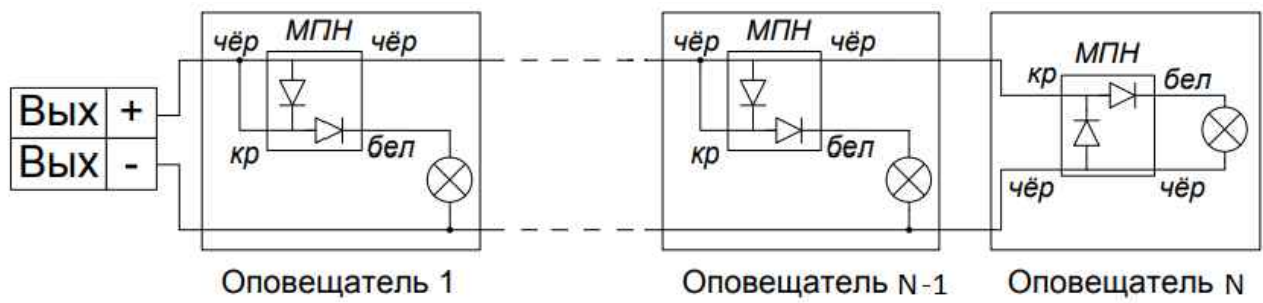 МПН МПН
чёр чёр чёр чёр МПН
кр бел
Вых +
Вых -
кр бел кр бел
чёр чёр
Оповещатель 1 Оповещатель N-1 Оповещатель N